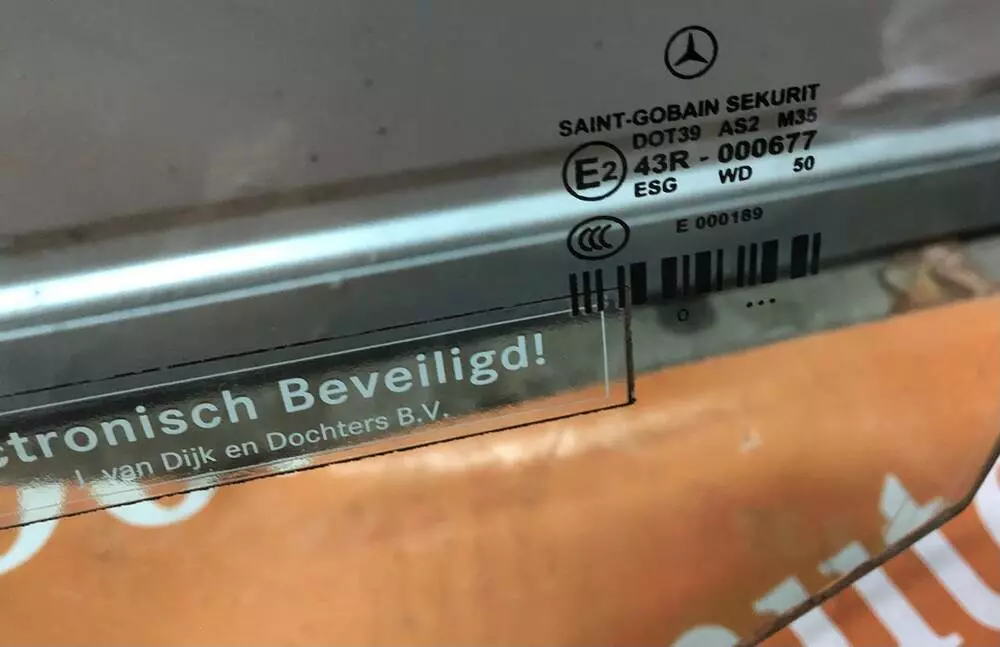 SAINT-GOBAIN SEKURIT
DOT39 AS2 M35
E2 43R - 000677
ESG WD 50
CCC E 000189
O ...
ctronisch Beveiligd!
J. van Dijk en Dochters B.V.